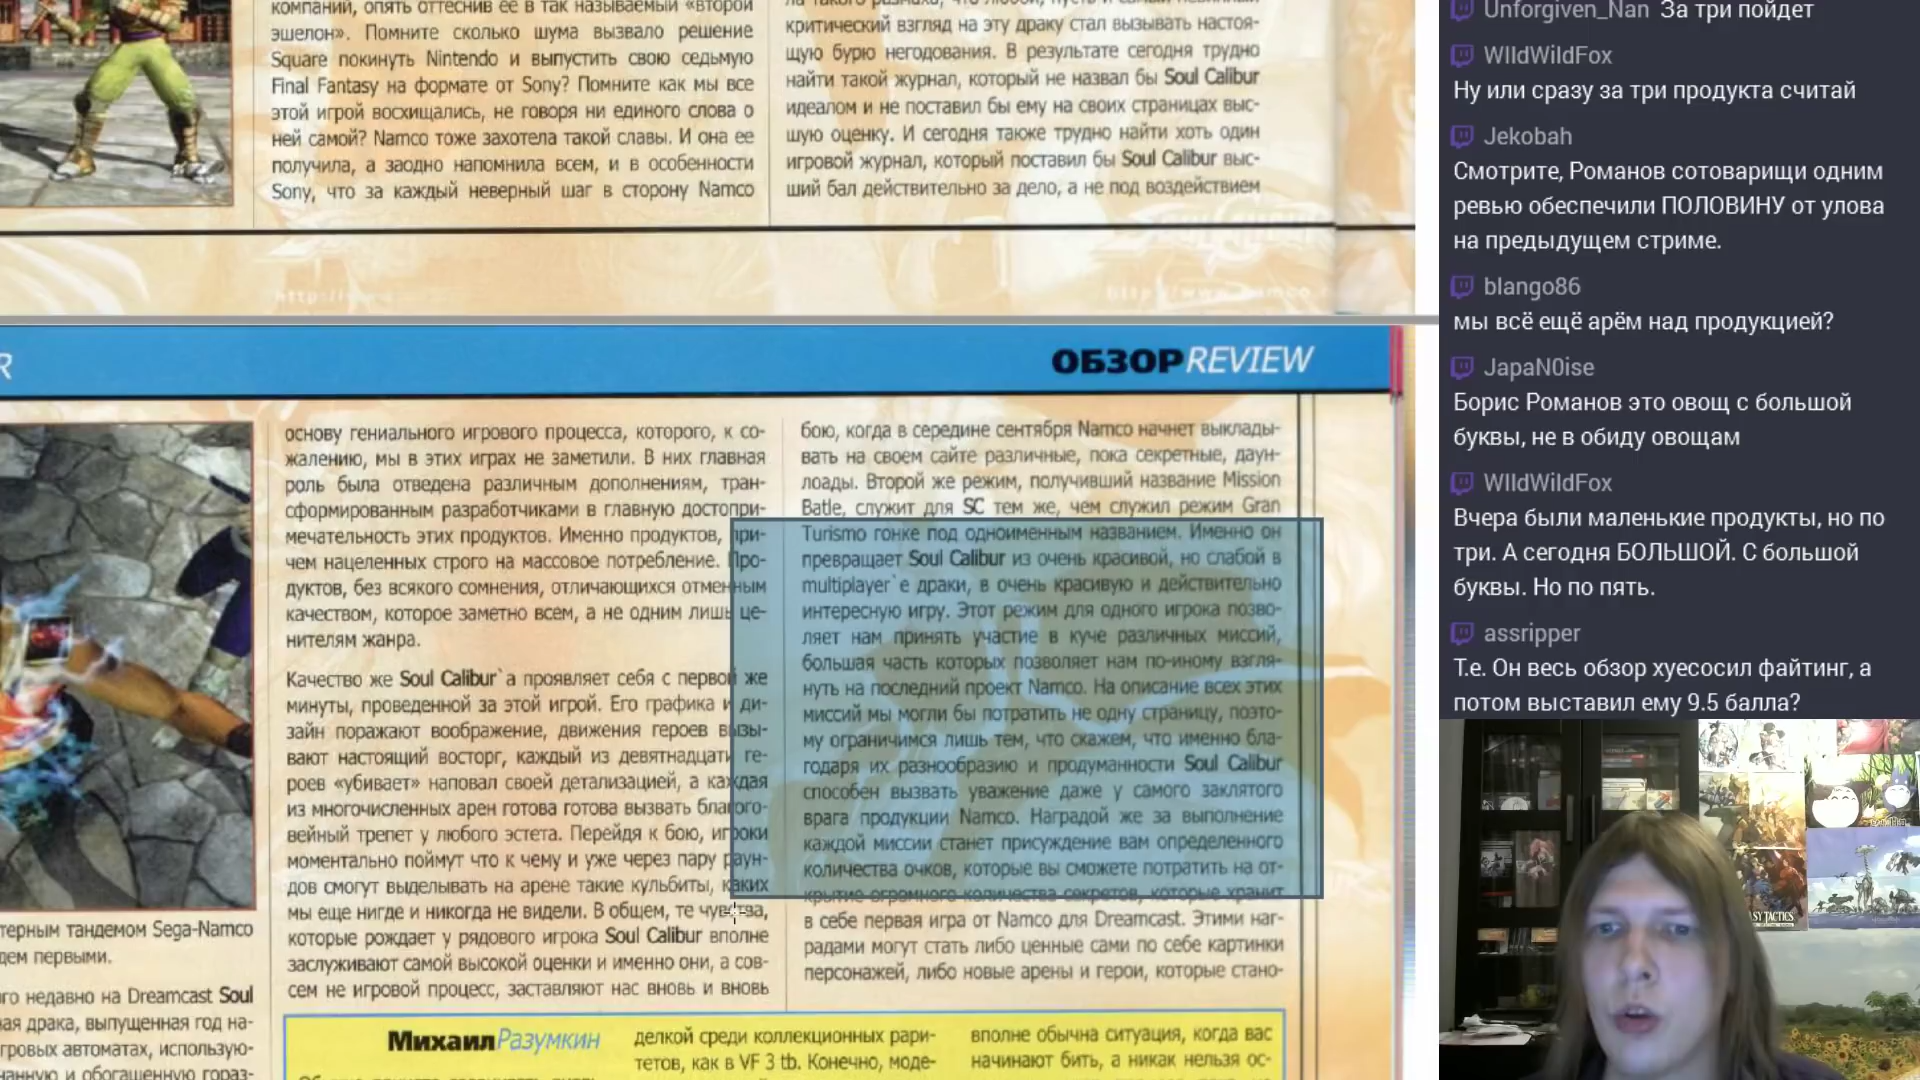 компаний, опять оттеснив ее в так называемый «второй
эшелон». Помните сколько шума вызвало решение
Square покинуть Nintendo и выпустить свою седьмую
Final Fantasy на формате от Sony? Помните как мы все
этой игрой восхищались, не говоря ни единого слова о
ней самой? Namco тоже захотела такой славы. И она ее
получила, а заодно напомнила всем, и в особенности
Sony, что за каждый неверный шаг в сторону Namco
критический взгляд на эту драку стал вызывать настоя-
щую бурю негодования. В результате сегодня трудно
найти такой журнал, который не назвал бы Soul Calibur
идеалом и не поставил бы ему на своих страницах выс-
шую оценку. И сегодня также трудно найти хоть один
игровой журнал, который поставил бы Soul Calibur выс-
ший бал действительно за дело, а не под воздействием
R
ОБЗОР REVIEW
терным тандемом Sega-Namco
дем первыми.
го недавно на Dreamcast Soul
ная драка, выпущенная год на-
гровых автоматах, использую-
нанную и обогащенную гораз-
основу гениального игрового процесса, которого, к со-
жалению, мы в этих играх не заметили. В них главная
роль была отведена различным дополнениям, тран-
сформированным разработчиками в главную достопри-
мечательность этих продуктов. Именно продуктов, при-
чем нацеленных строго на массовое потребление. Про-
дуктов, без всякого сомнения, отличающихся отменным
качеством, которое заметно всем, а не одним лишь це-
нителям жанра.
Качество же Soul Calibur`а проявляет себя с первой же
минуты, проведенной за этой игрой. Его графика и ди-
зайн поражают воображение, движения героев вызы-
вают настоящий восторг, каждый из девятнадцати ге-
роев «убивает» наповал своей детализацией, а каждая
из многочисленных арен готова готова вызвать благого-
вейный трепет у любого эстета. Перейдя к бою, игроки
моментально поймут что к чему и уже через пару раун-
дов смогут выделывать на арене такие кульбиты, каких
мы еще нигде и никогда не видели. В общем, те чувства,
которые рождает у рядового игрока Soul Calibur вполне
заслуживают самой высокой оценки и именно они, а сов-
сем не игровой процесс, заставляют нас вновь и вновь
бою, когда в середине сентября Namco начнет выклады-
вать на своем сайте различные, пока секретные, даун-
лоады. Второй же режим, получивший название Mission
Batle, служит для SC тем же, чем служил режим Gran
Turismo гонке под одноименным названием. Именно он
превращает Soul Calibur из очень красивой, но слабой в
multiplayer`е драки, в очень красивую и действительно
интересную игру. Этот режим для одного игрока позво-
ляет нам принять участие в куче различных миссий,
большая часть которых позволяет нам по-иному взгля-
нуть на последний проект Namco. На описание всех этих
миссий мы могли бы потратить не одну страницу, поэто-
му ограничимся лишь тем, что скажем, что именно бла-
годаря их разнообразию и продуманности Soul Calibur
способен вызвать уважение даже у самого заклятого
врага продукции Namco. Наградой же за выполнение
каждой миссии станет присуждение вам определенного
количества очков, которые вы сможете потратить на от-
крытие огромного количества секретов, которые хранит
в себе первая игра от Namco для Dreamcast. Этими наг-
радами могут стать либо ценные сами по себе картинки
персонажей, либо новые арены и герои, которые стано-
Михаил Разумкин
делкой среди коллекционных рари-
тетов, как в VF 3 tb. Конечно, моде-
вполне обычна ситуация, когда вас
начинают бить, а никак нельзя ос-
Unforgiven_Nan За три пойдет
WIldWildFox
Ну или сразу за три продукта считай
Jekobah
Смотрите, Романов сотоварищи одним
ревью обеспечили ПОЛОВИНУ от улова
на предыдущем стриме.
blango86
мы всё ещё арём над продукцией?
JapaN0ise
Борис Романов это овощ с большой
буквы, не в обиду овощам
WIldWildFox
Вчера были маленькие продукты, но по
три. А сегодня БОЛЬШОЙ. С большой
буквы. Но по пять.
assripper
Т.е. Он весь обзор хуесосил файтинг, а
потом выставил ему 9.5 балла?